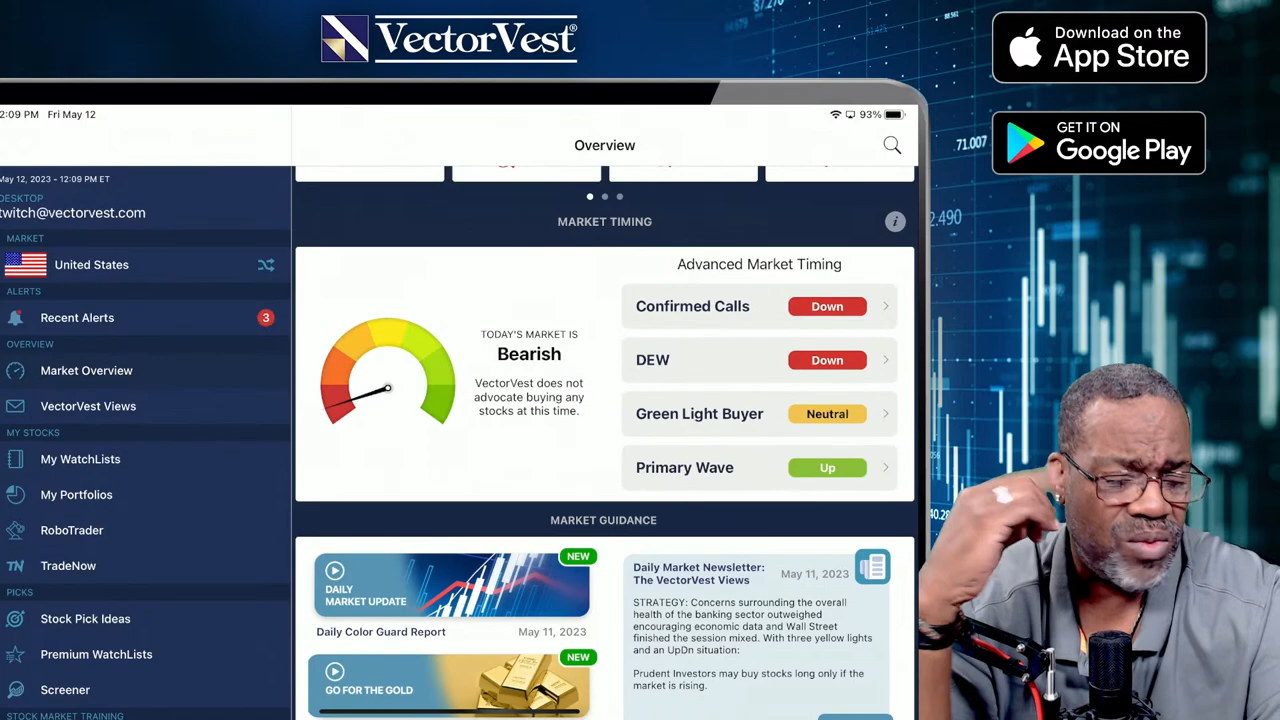 VectorVest®
Download on the
App Store
GET IT ON
Google Play
2:09 PM Fri May 12
93%
Overview
May 12, 2023 - 12:09 PM ET
DESKTOP
twitch@vectorvest.com
MARKET
United States
ALERTS
Recent Alerts
3
OVERVIEW
Market Overview
VectorVest Views
MY STOCKS
My WatchLists
My Portfolios
RoboTrader
TradeNow
PICKS
Stock Pick Ideas
Premium WatchLists
Screener
STOCK MARKET TRAINING
MARKET TIMING
i
TODAY'S MARKET IS
Bearish
VectorVest does not
advocate buying any
stocks at this time.
Advanced Market Timing
Confirmed Calls Down
DEW Down
Green Light Buyer Neutral
Primary Wave Up
MARKET GUIDANCE
NEW
DAILY
MARKET UPDATE
Daily Color Guard Report May 11, 2023
NEW
GO FOR THE GOLD
Daily Market Newsletter:
The VectorVest Views
May 11, 2023
STRATEGY: Concerns surrounding the overall
health of the banking sector outweighed
encouraging economic data and Wall Street
finished the session mixed. With three yellow lights
and an UpDn situation:
Prudent Investors may buy stocks long only if the
market is rising.
71.007
2.490